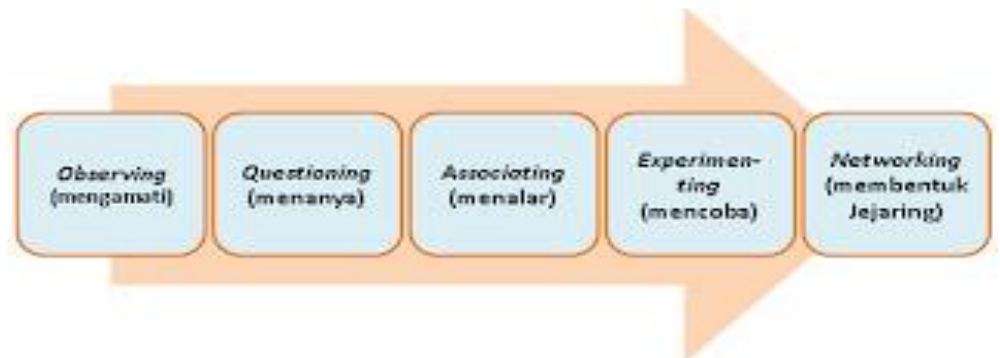 Observing
(mengamati)
Questioning
(menanya)
Associating
(menalar)
Experimen-
ting
(mencoba)
Networking
(membentuk
Jejaring)